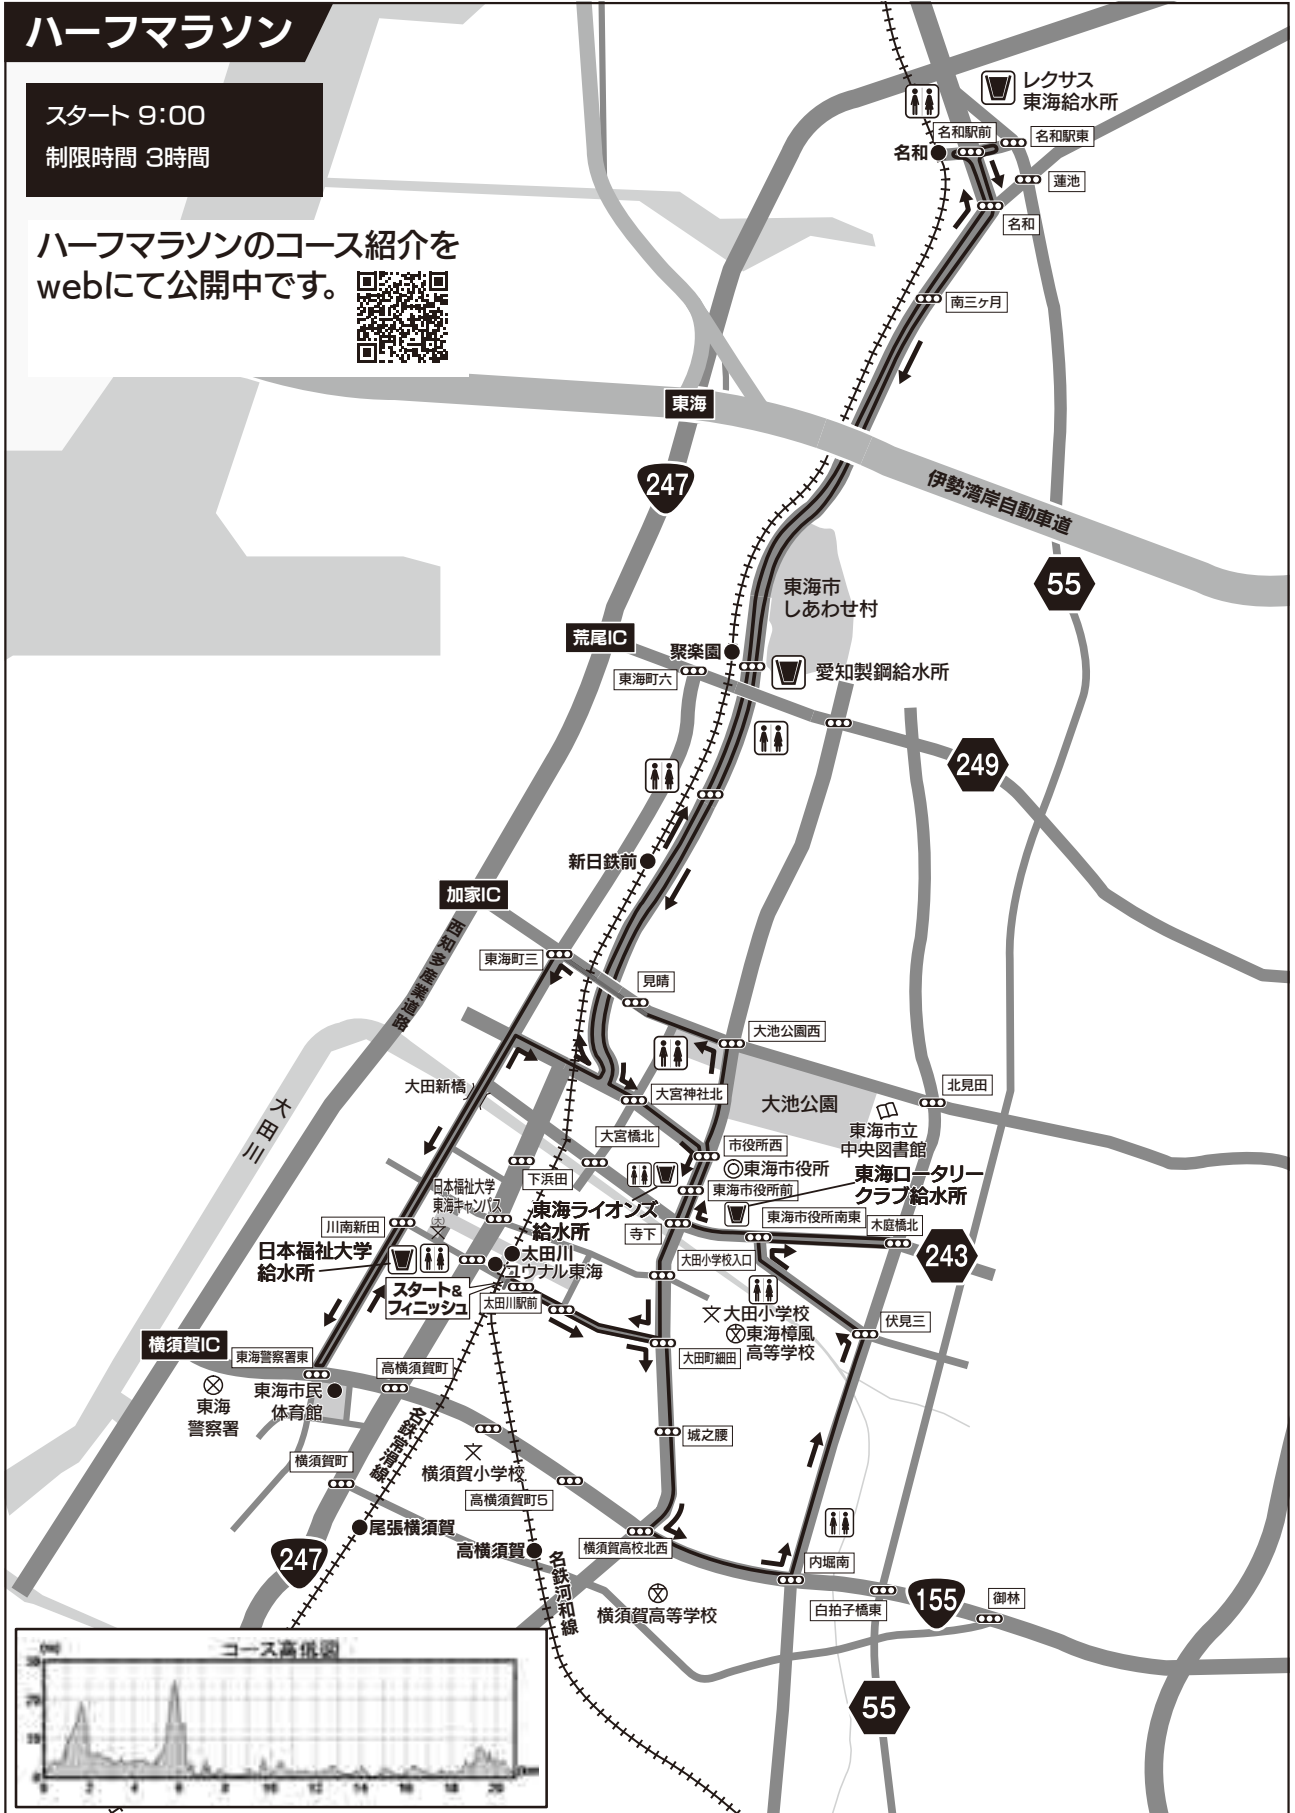 ハーフマラソン
スタート 9:00
制限時間 3時間
ハーフマラソンのコース紹介を
webにて公開中です。
レクサス
東海給水所
名和駅前
名和駅東
名和
蓮池
名和
南三ヶ月
東海
247
伊勢湾岸自動車道
55
東海市
しあわせ村
荒尾IC
聚楽園
東海町六
愛知製鋼給水所
249
新日鉄前
加家IC
西知多産業道路
東海町三
見晴
大池公園西
大田新橋
大宮神社北
大池公園
北見田
大田川
東海市立
中央図書館
大宮橋北
市役所西
東海市役所
下浜田
日本福祉大学
東海キャンパス
東海ライオンズ
給水所
東海市役所前
東海ロータリー
クラブ給水所
川南新田
寺下
東海市役所南東
木庭橋北
日本福祉大学
給水所
太田川
ユウナル東海
大田小学校入口
243
スタート&
フィニッシュ
太田川駅前
大田小学校
東海樟風
高等学校
伏見三
横須賀IC
東海警察署東
高横須賀町
大田町細田
東海
警察署
東海市民
体育館
名鉄常滑線
城之腰
横須賀町
横須賀小学校
高横須賀町5
尾張横須賀
高横須賀
横須賀高校北西
内堀南
247
名鉄河和線
横須賀高等学校
白拍子橋東
155
御林
55
コース高低図
0 2 4 6 8 10 12 14 16 18 20